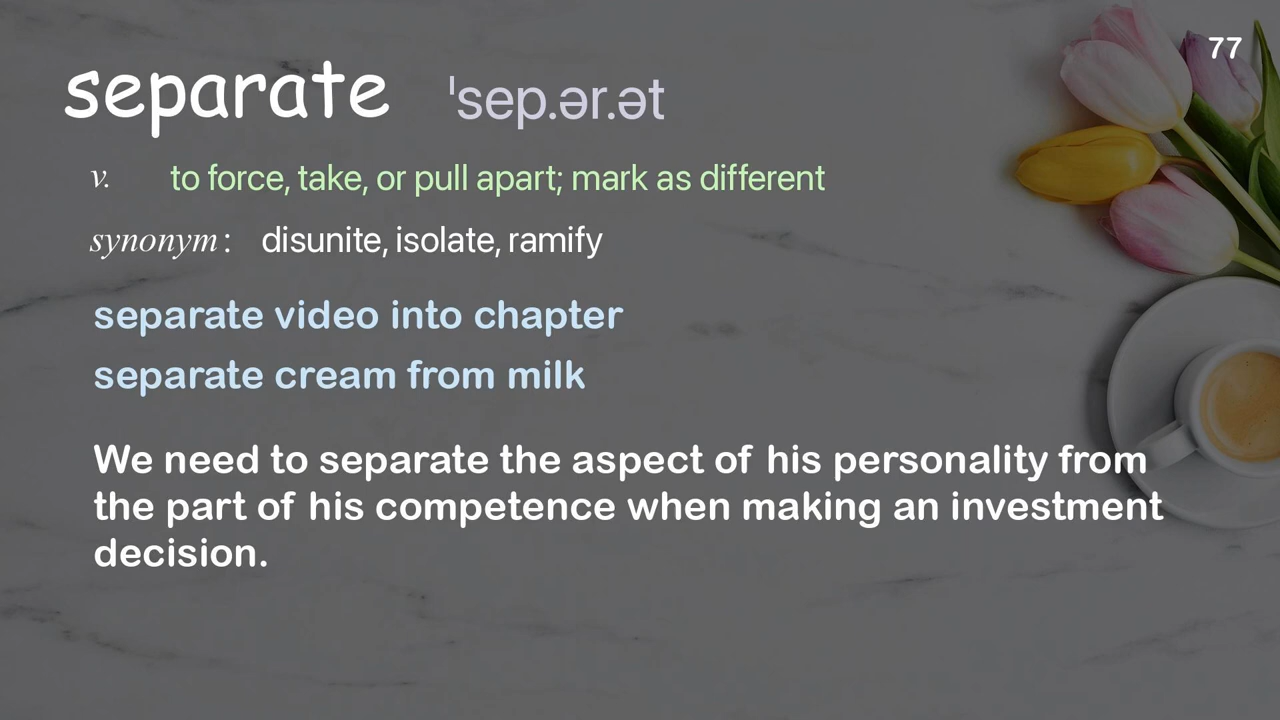 77
separate ˈsep.ər.ət
v. to force, take, or pull apart; mark as different
synonym: disunite, isolate, ramify
separate video into chapter
separate cream from milk
We need to separate the aspect of his personality from
the part of his competence when making an investment
decision.